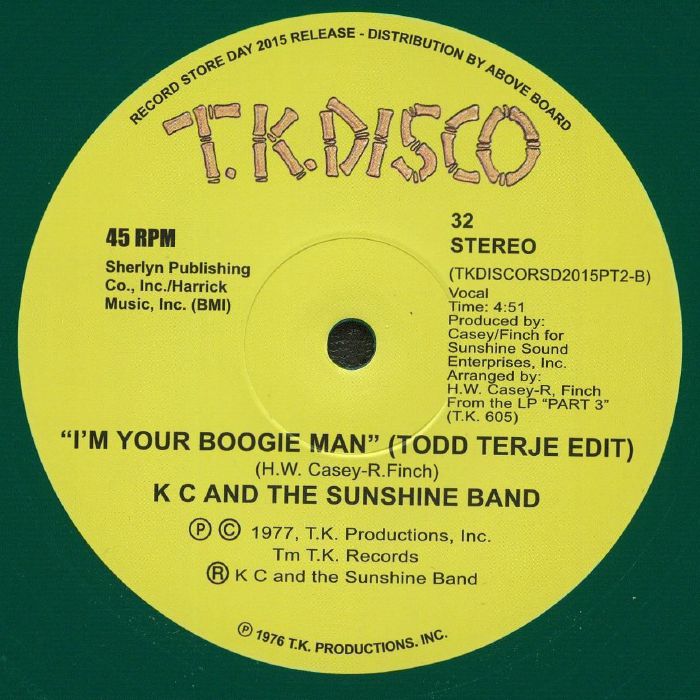 RECORD STORE DAY 2015 RELEASE - DISTRIBUTION BY ABOVE BOARD
T.K.DISCO
45 RPM
Sherlyn Publishing
Co., Inc./Harrick
Music, Inc. (BMI)
32
STEREO
(TKDISCORSD2015PT2-B)
Vocal
Time: 4:51
Produced by:
Casey/Finch for
Sunshine Sound
Enterprises, Inc.
Arranged by:
H.W. Casey-R, Finch
From the LP "PART 3"
(T.K. 605)
"I'M YOUR BOOGIE MAN" (TODD TERJE EDIT)
(H.W. Casey-R.Finch)
K C AND THE SUNSHINE BAND
Ⓟ © 1977, T.K. Productions, Inc.
Tm T.K. Records
® K C and the Sunshine Band
Ⓟ 1976 T.K. PRODUCTIONS. INC.